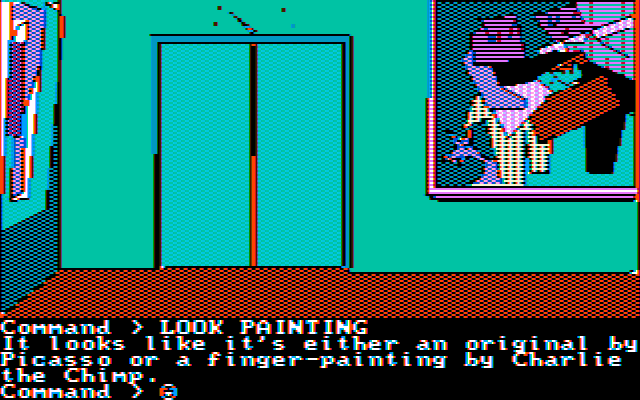 Command > LOOK PAINTING
It looks like it's either an original by
Picasso or a finger-painting by Charlie
the Chimp.
Command >